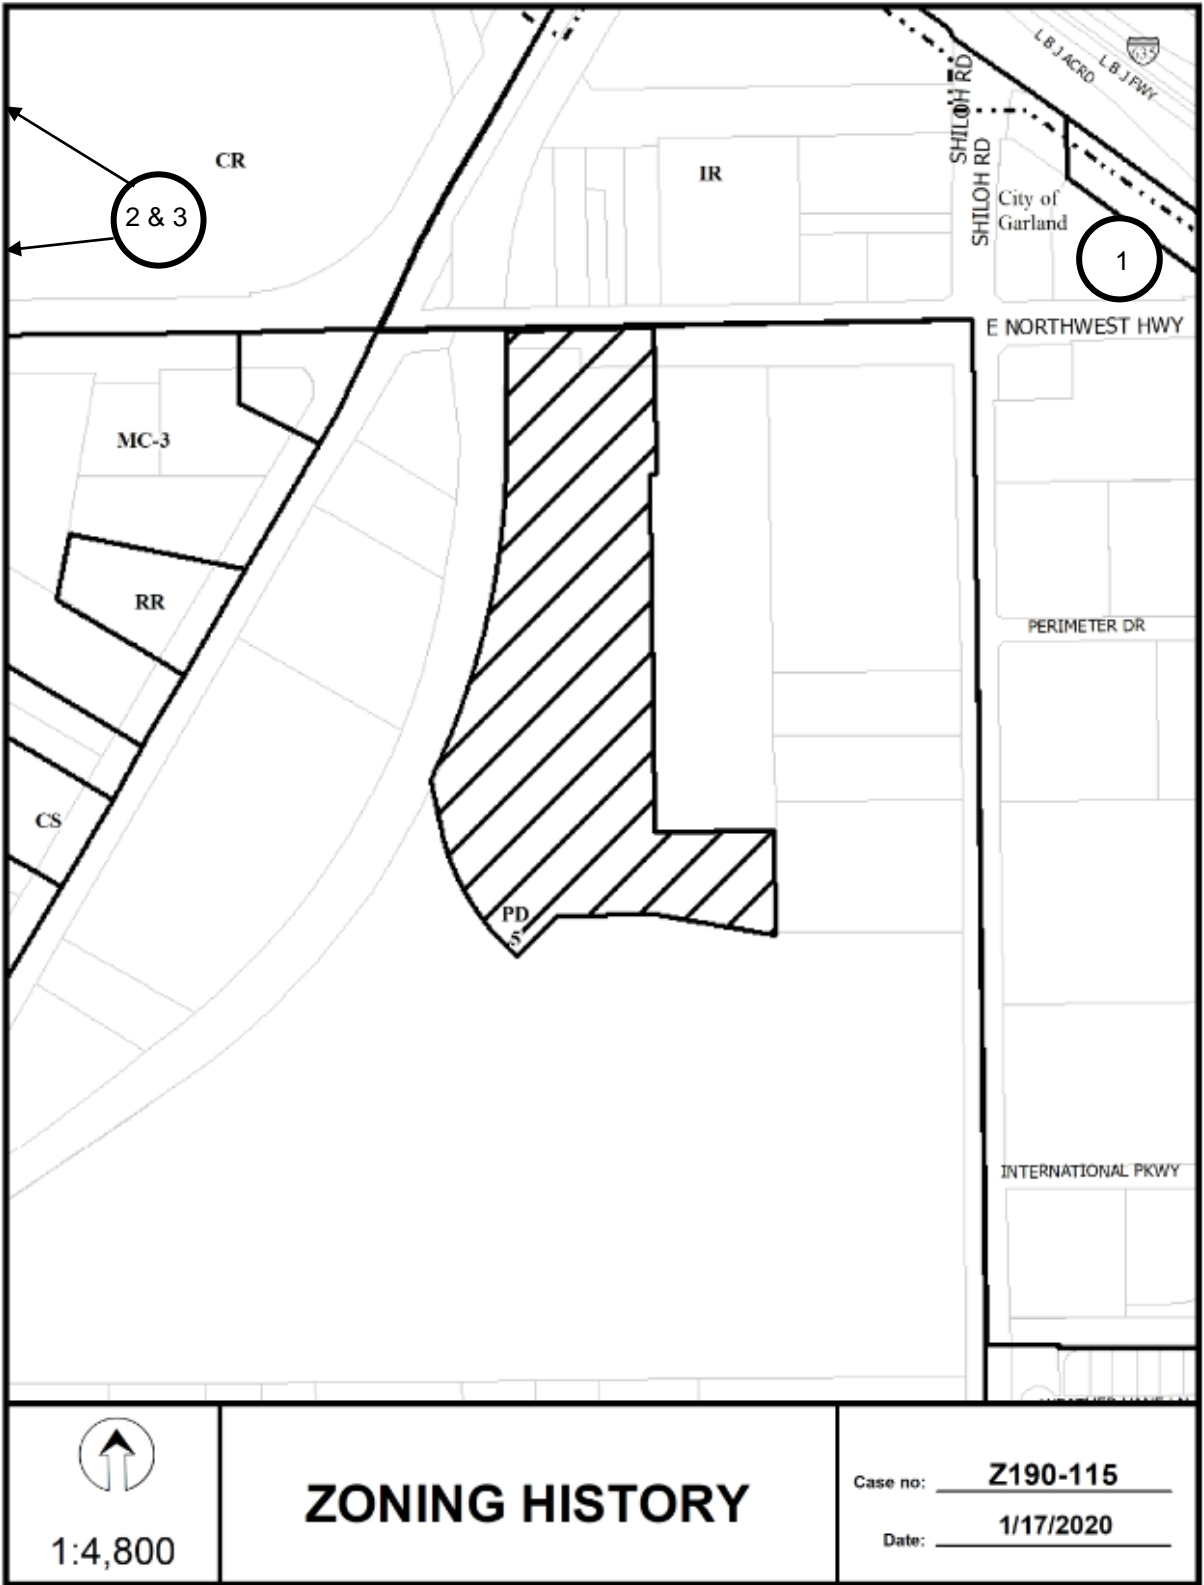 L B J ACRD
L B J FWY
635
SHILOH RD
CR
2 & 3
IR
SHILOH RD
City of
Garland
1
E NORTHWEST HWY
MC-3
RR
PERIMETER DR
CS
PD
5
INTERNATIONAL PKWY
1:4,800
ZONING HISTORY
Case no: Z190-115
Date: 1/17/2020